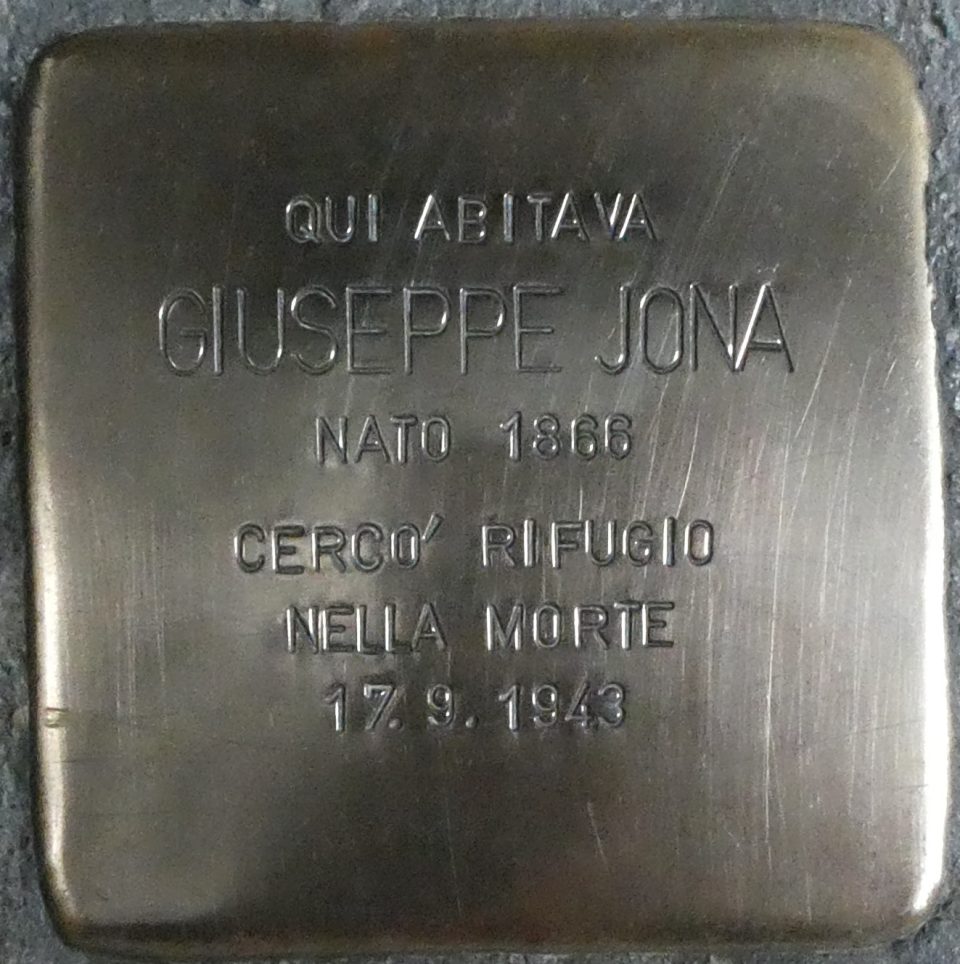 QUI ABITAVA
GIUSEPPE JONA
NATO 1866
CERCO' RIFUGIO
NELLA MORTE
17.9.1943